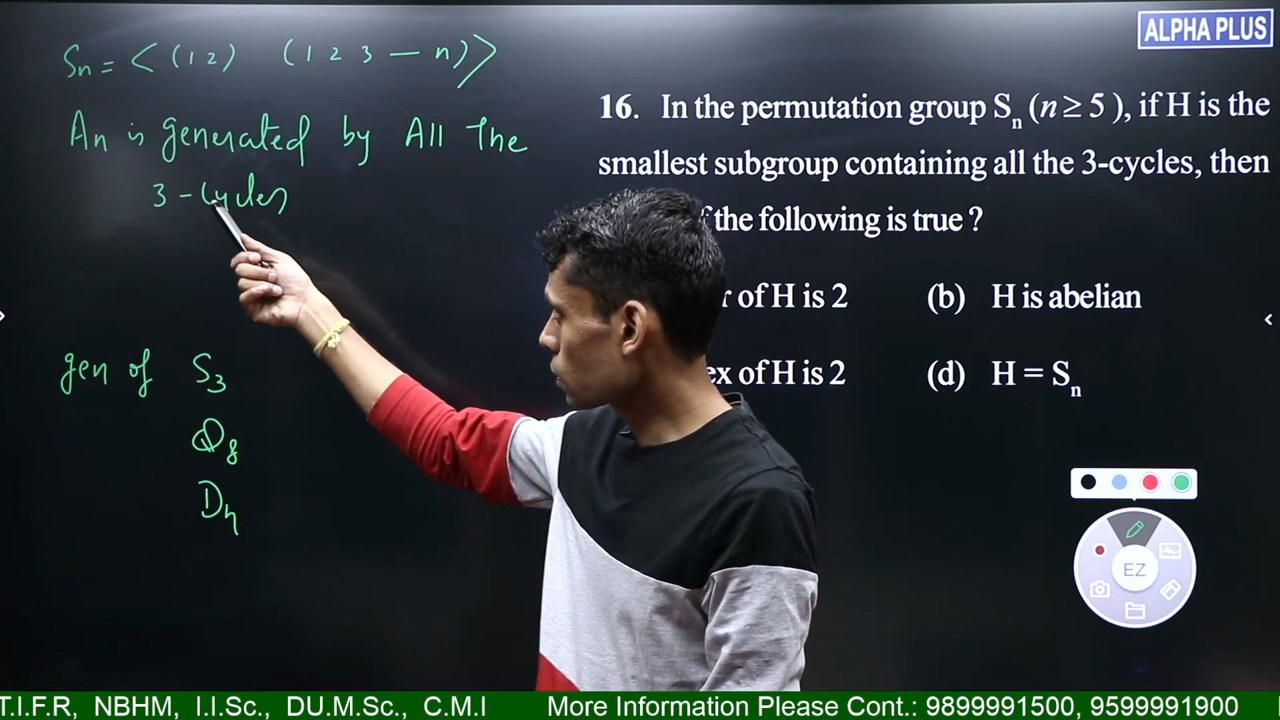 ALPHA PLUS
Sn = < (1 2) (1 2 3 — n) >
An is generated by All The
3 - Cycles
gen of S3
Q8
Dn
16. In the permutation group Sn (n ≥ 5), if H is the
smallest subgroup containing all the 3-cycles, then
the following is true ?
of H is 2 (b) H is abelian
of H is 2 (d) H = Sn
EZ
T.I.F.R, NBHM, I.I.Sc., DU.M.Sc., C.M.I More Information Please Cont.: 9899991500, 9599991900